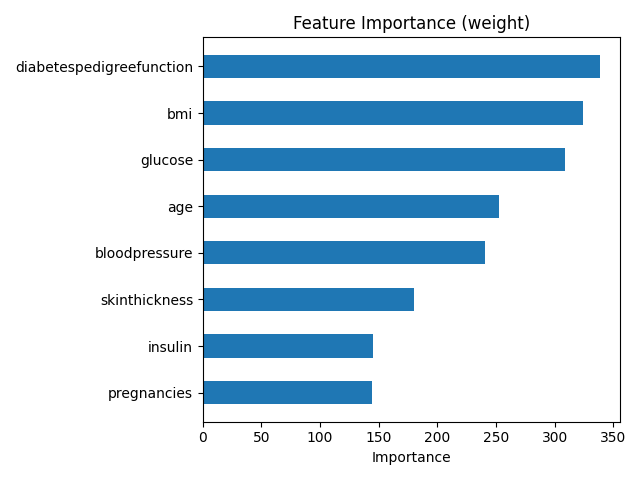 Feature Importance (weight)
diabetespedigreefunction
bmi
glucose
age
bloodpressure
skinthickness
insulin
pregnancies
0 50 100 150 200 250 300 350
Importance